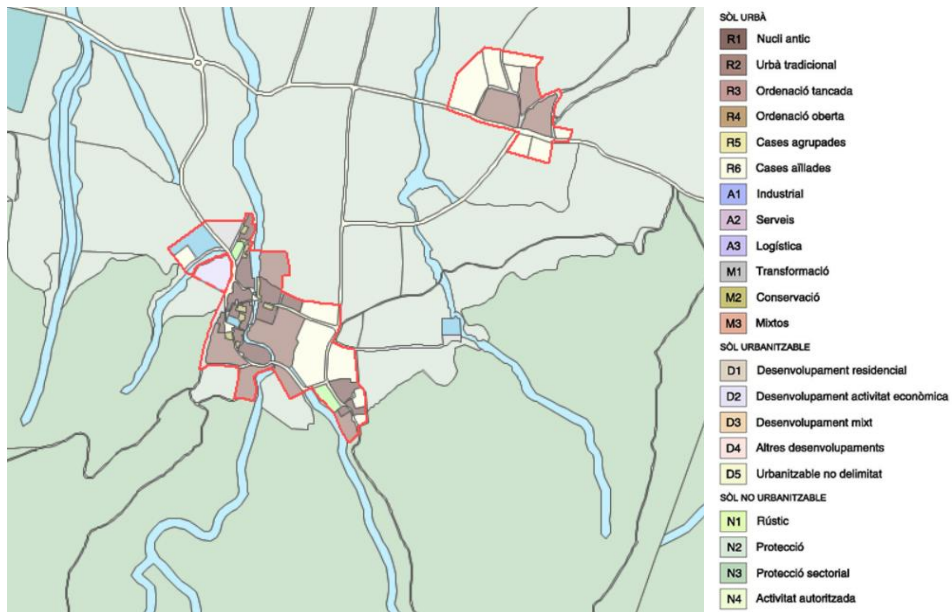 SÒL URBÀ
R1 Nucli antic
R2 Urbà tradicional
R3 Ordenació tancada
R4 Ordenació oberta
R5 Cases agrupades
R6 Cases aïllades
A1 Industrial
A2 Serveis
A3 Logística
M1 Transformació
M2 Conservació
M3 Mixtos
SÒL URBANITZABLE
D1 Desenvolupament residencial
D2 Desenvolupament activitat econòmica
D3 Desenvolupament mixt
D4 Altres desenvolupaments
D5 Urbanitzable no delimitat
SÒL NO URBANITZABLE
N1 Rústic
N2 Protecció
N3 Protecció sectorial
N4 Activitat autoritzada